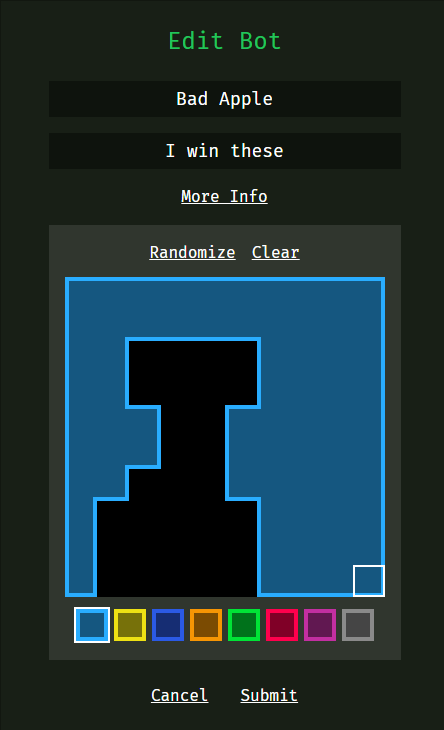 Edit Bot
Bad Apple
I win these
More Info
Randomize Clear
Cancel Submit